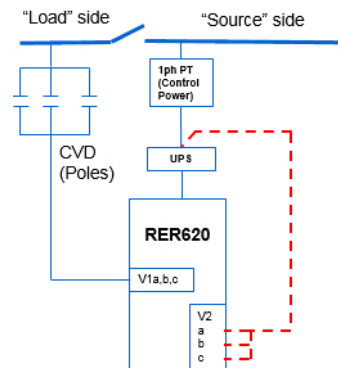 “Load” side
“Source” side
1ph PT
(Control
Power)
CVD
(Poles)
UPS
RER620
V1a,b,c
V2
a
b
c